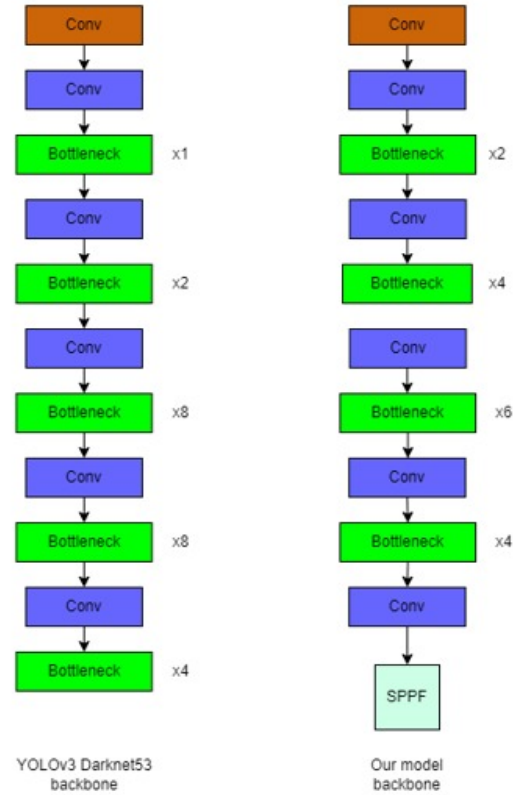 Conv
Conv
Bottleneck x1
Conv
Bottleneck x2
Conv
Bottleneck x8
Conv
Bottleneck x8
Conv
Bottleneck x4
YOLOv3 Darknet53
backbone
Conv
Conv
Bottleneck x2
Conv
Bottleneck x4
Conv
Bottleneck x6
Conv
Bottleneck x4
Conv
SPPF
Our model
backbone